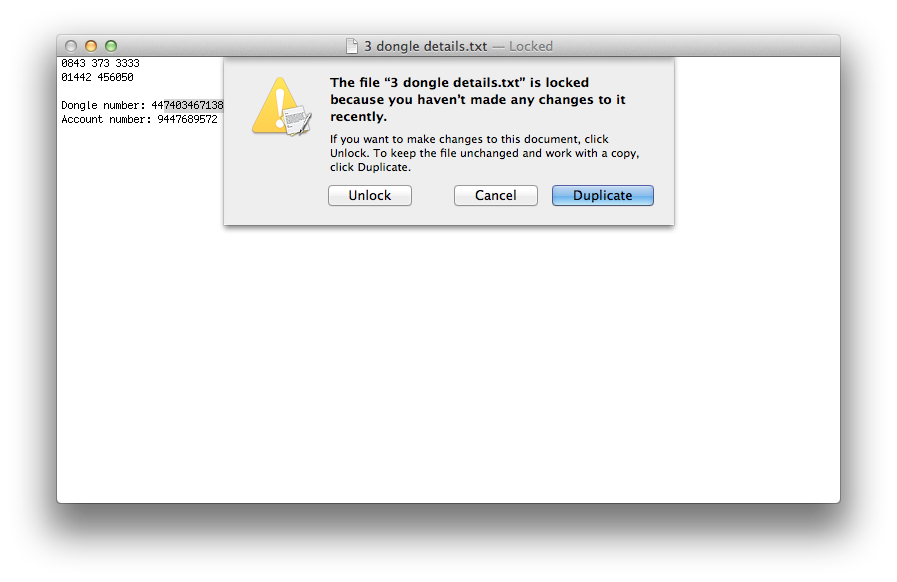 3 dongle details.txt — Locked
0843 373 3333
01442 456050
Dongle number: 447403467138
Account number: 9447689572
The file “3 dongle details.txt” is locked
because you haven't made any changes to it
recently.
If you want to make changes to this document, click
Unlock. To keep the file unchanged and work with a copy,
click Duplicate.
Unlock
Cancel
Duplicate